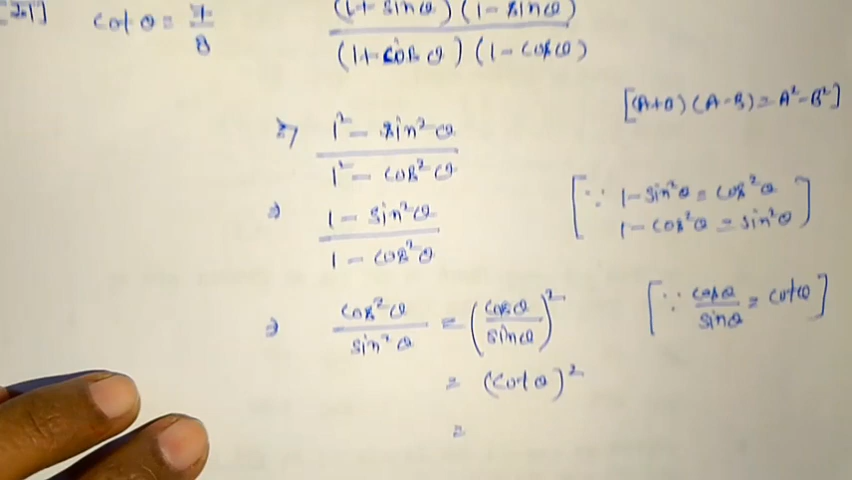 cot θ = 7/8
(1+ sinθ) (1 - sinθ) / (1+ cosθ) (1 - cosθ)
⇒ 1² - sin²θ / 1² - cos²θ
[(A+B) (A-B) = A² - B²]
⇒ 1 - sin²θ / 1 - cos²θ
[∵ 1 - sin²θ = cos²θ
1 - cos²θ = sin²θ]
⇒ cos²θ / sin²θ = (cosθ / sinθ)²
[∵ cosθ / sinθ = cotθ]
= (cot θ)²
=